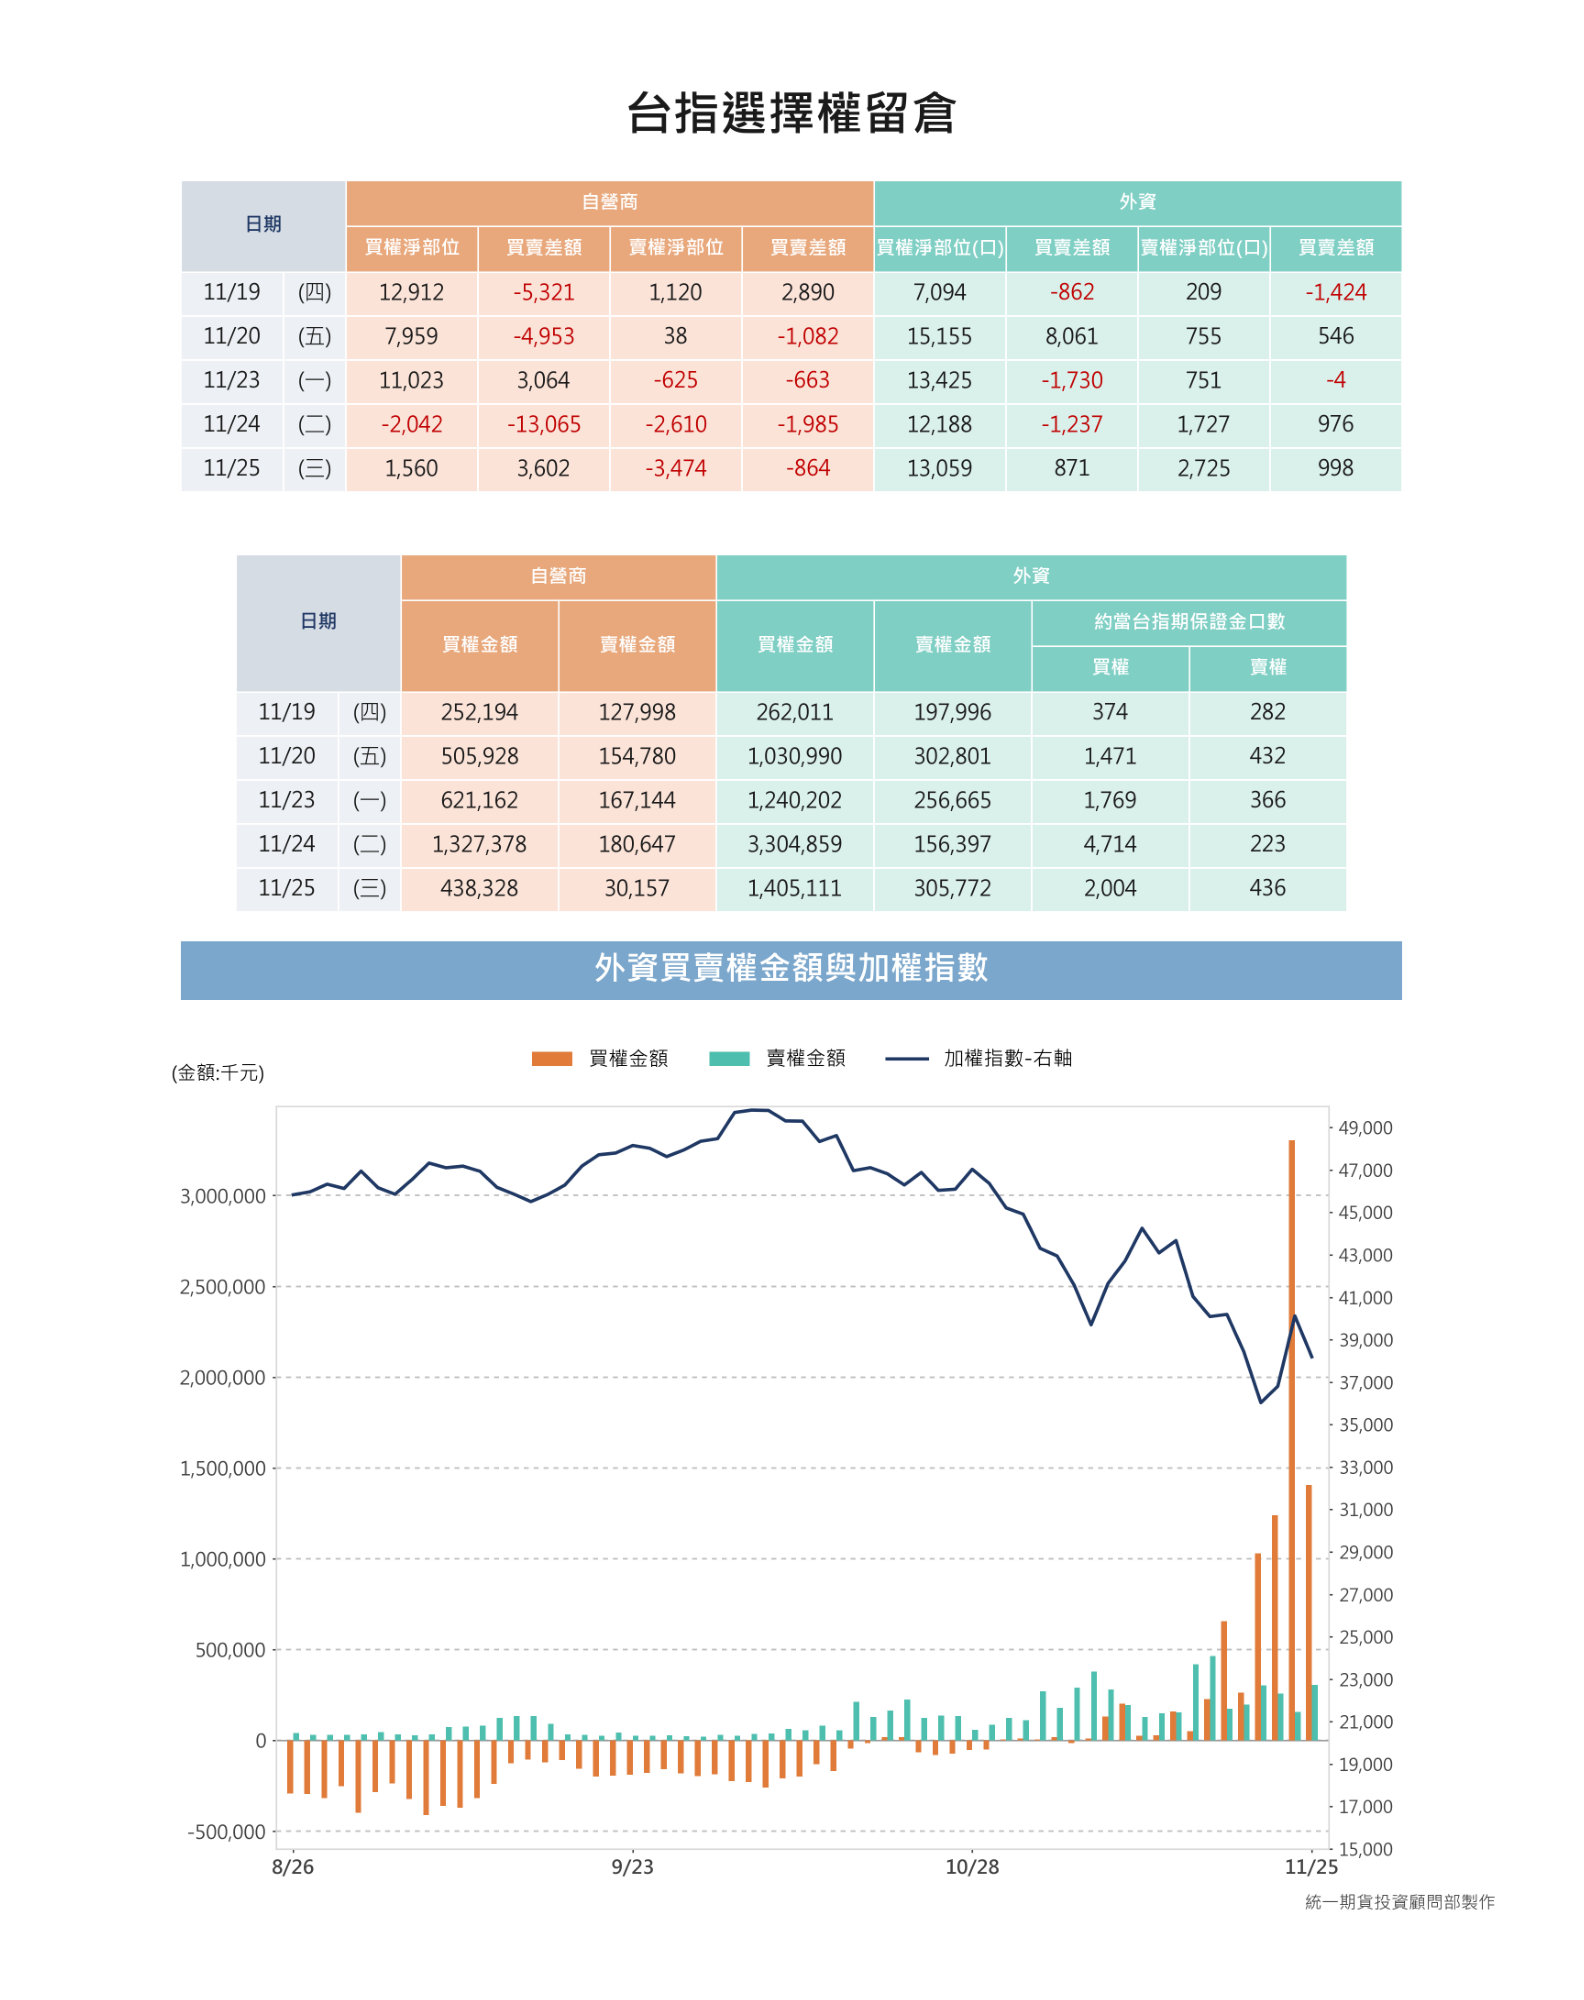 台指選擇權留倉
日期 自營商 外資
買權淨部位 買賣差額 賣權淨部位 買賣差額 買權淨部位(口) 買賣差額 賣權淨部位(口) 買賣差額
11/19 (四) 12,912 -5,321 1,120 2,890 7,094 -862 209 -1,424
11/20 (五) 7,959 -4,953 38 -1,082 15,155 8,061 755 546
11/23 (一) 11,023 3,064 -625 -663 13,425 -1,730 751 -4
11/24 (二) -2,042 -13,065 -2,610 -1,985 12,188 -1,237 1,727 976
11/25 (三) 1,560 3,602 -3,474 -864 13,059 871 2,725 998
日期 自營商 外資
買權金額 賣權金額 買權金額 賣權金額 約當台指期保證金口數
買權 賣權
11/19 (四) 252,194 127,998 262,011 197,996 374 282
11/20 (五) 505,928 154,780 1,030,990 302,801 1,471 432
11/23 (一) 621,162 167,144 1,240,202 256,665 1,769 366
11/24 (二) 1,327,378 180,647 3,304,859 156,397 4,714 223
11/25 (三) 438,328 30,157 1,405,111 305,772 2,004 436
外資買賣權金額與加權指數
買權金額 賣權金額 加權指數-右軸
(金額:千元)
3,000,000
2,500,000
2,000,000
1,500,000
1,000,000
500,000
0
-500,000
49,000
47,000
45,000
43,000
41,000
39,000
37,000
35,000
33,000
31,000
29,000
27,000
25,000
23,000
21,000
19,000
17,000
15,000
8/26 9/23 10/28 11/25
統一期貨投資顧問部製作